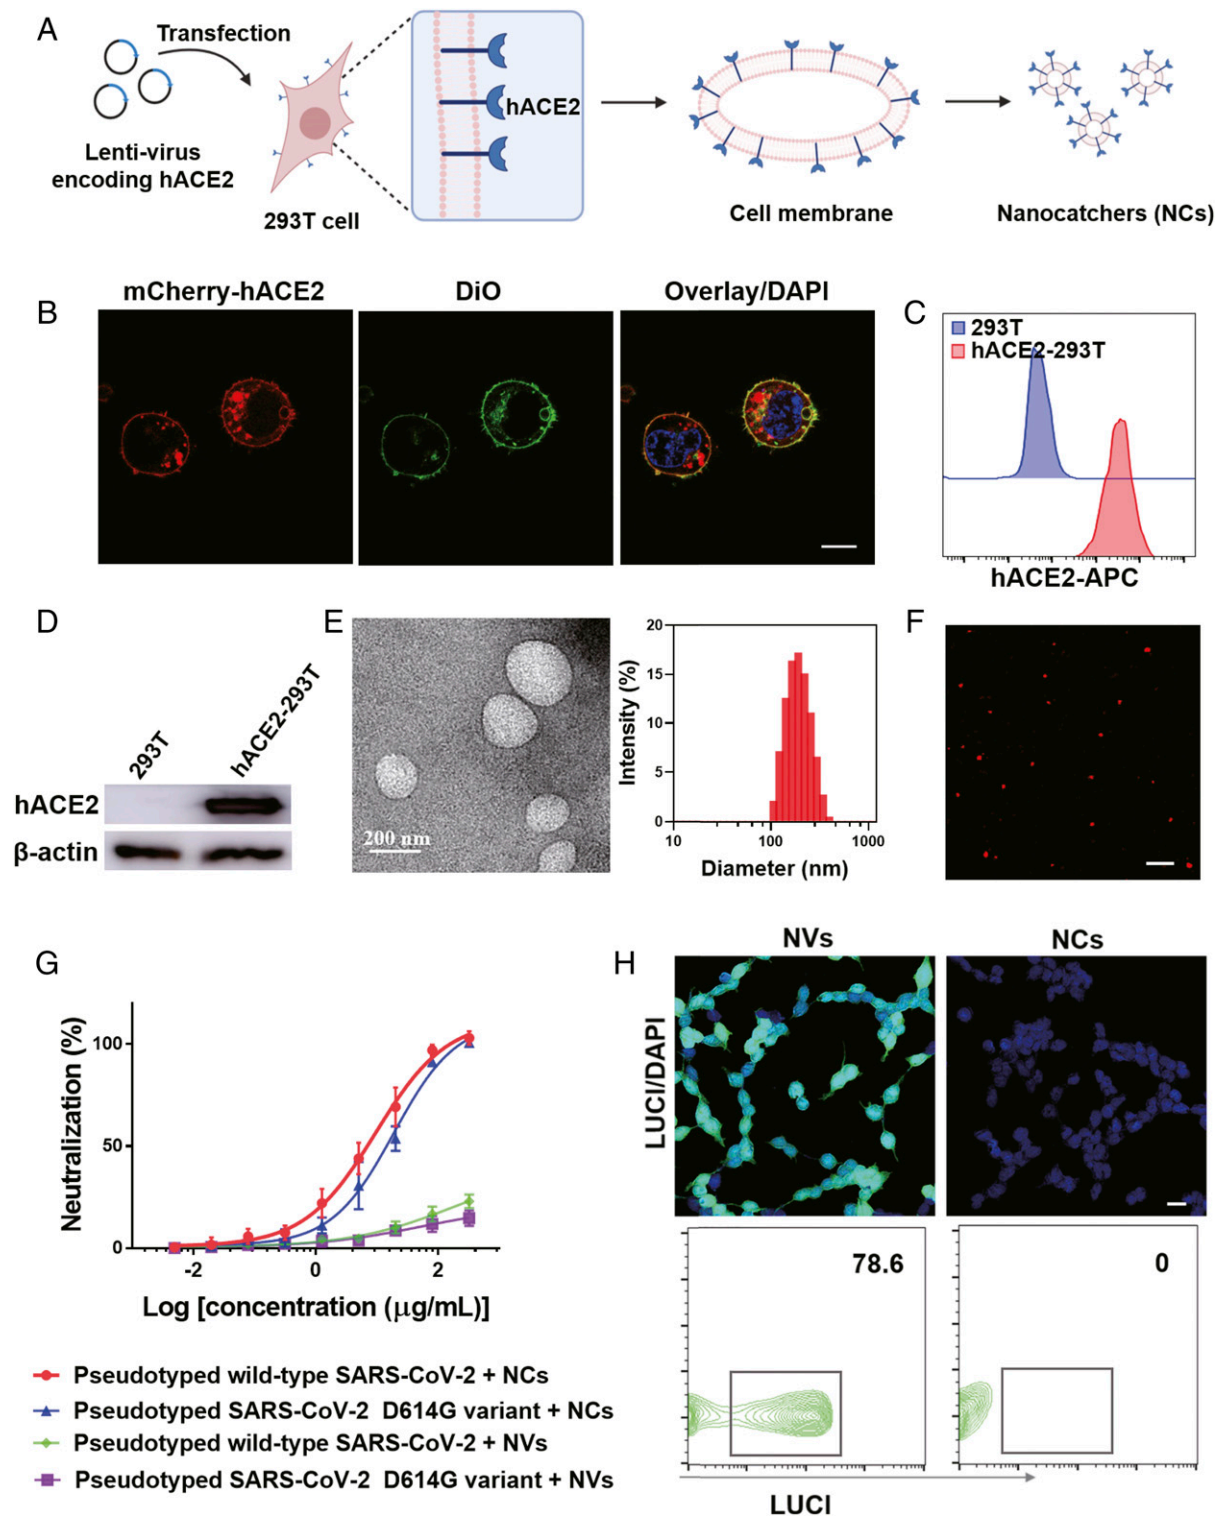 A
Transfection
Lenti-virus
encoding hACE2
293T cell
hACE2
Cell membrane
Nanocatchers (NCs)
B
mCherry-hACE2
DiO
Overlay/DAPI
C
293T
hACE2-293T
hACE2-APC
D
293T
hACE2-293T
hACE2
β-actin
E
200 nm
Intensity (%)
20
15
10
5
0
10
100
1000
Diameter (nm)
F
G
Neutralization (%)
100
50
0
-2
0
2
Log [concentration (μg/mL)]
Pseudotyped wild-type SARS-CoV-2 + NCs
Pseudotyped SARS-CoV-2 D614G variant + NCs
Pseudotyped wild-type SARS-CoV-2 + NVs
Pseudotyped SARS-CoV-2 D614G variant + NVs
H
NVs
NCs
LUCI/DAPI
78.6
0
LUCI